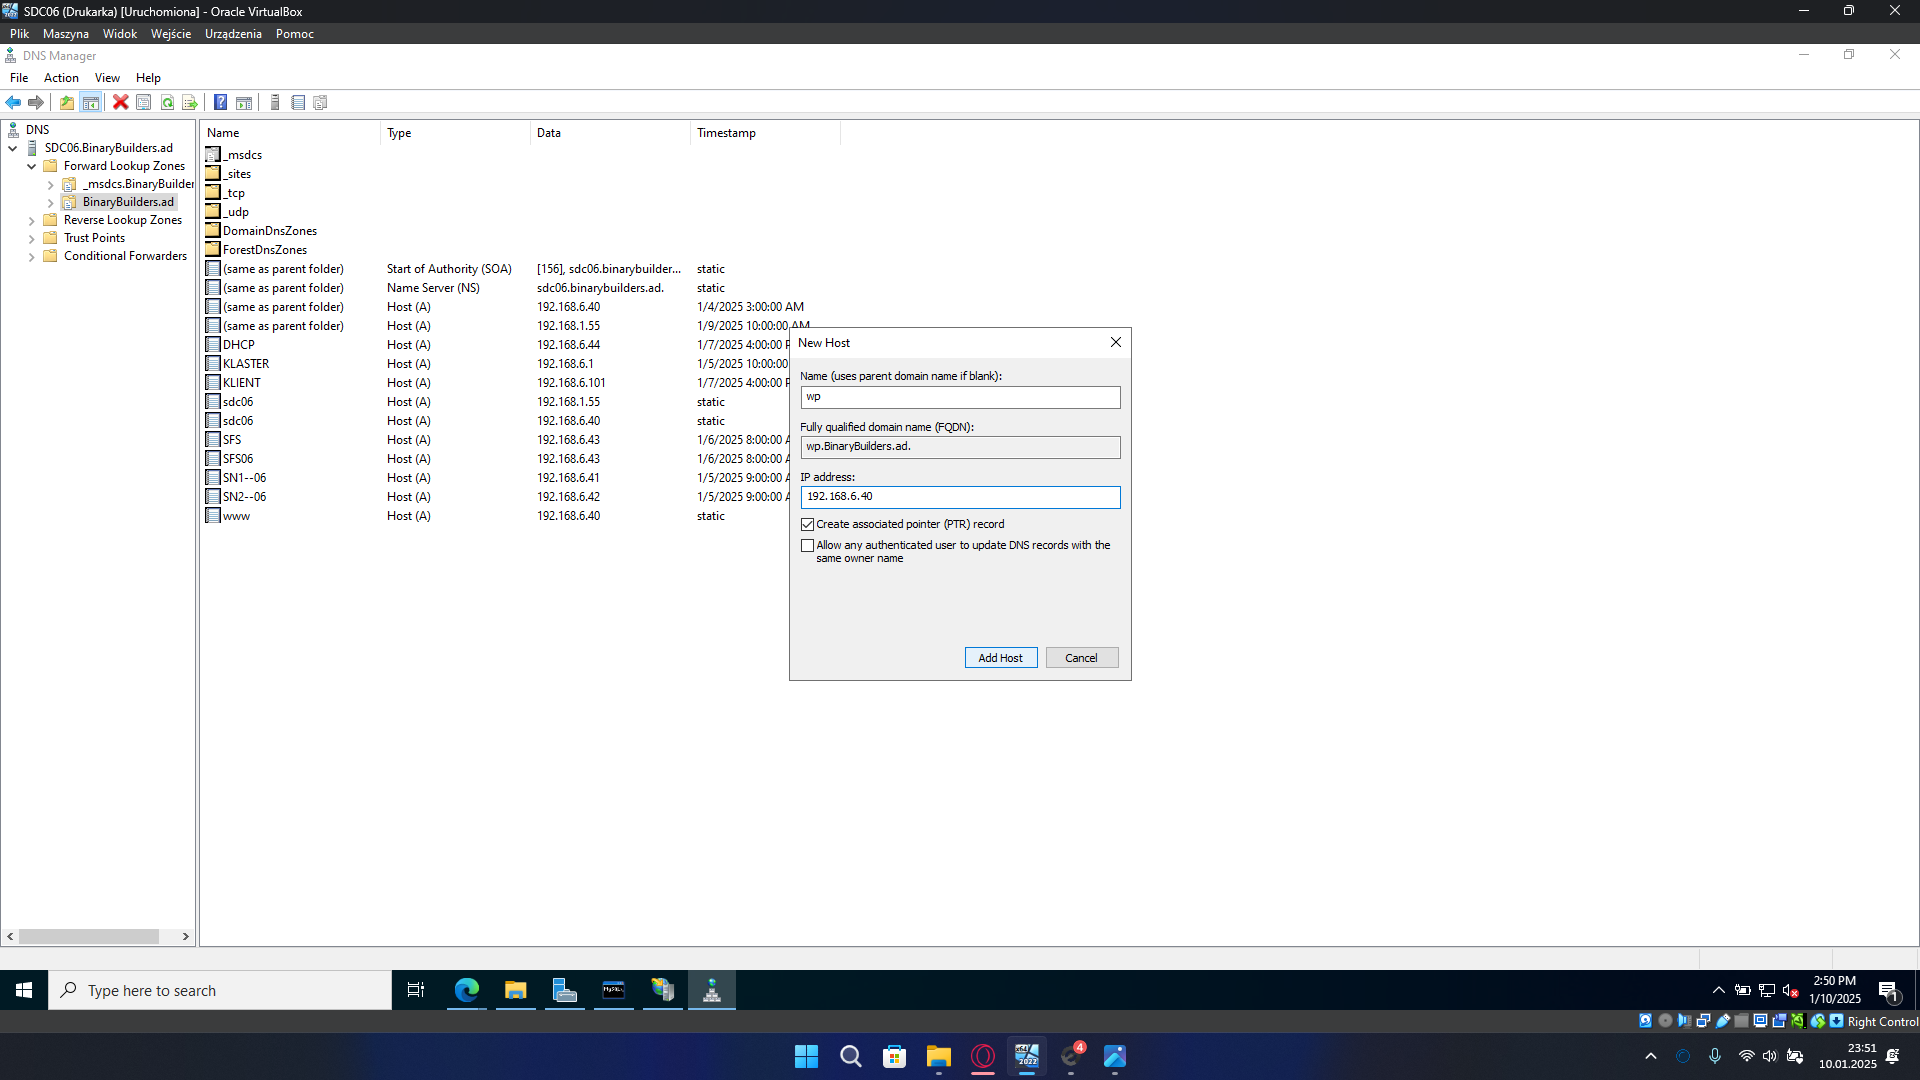 SDC06 (Drukarka) [Uruchomiona] - Oracle VirtualBox
Plik Maszyna Widok Wejście Urządzenia Pomoc
DNS Manager
File Action View Help
DNS
SDC06.BinaryBuilders.ad
Forward Lookup Zones
_msdcs.BinaryBuilder
BinaryBuilders.ad
Reverse Lookup Zones
Trust Points
Conditional Forwarders
Name Type Data Timestamp
_msdcs
_sites
_tcp
_udp
DomainDnsZones
ForestDnsZones
(same as parent folder) Start of Authority (SOA) [156], sdc06.binarybuilder... static
(same as parent folder) Name Server (NS) sdc06.binarybuilders.ad. static
(same as parent folder) Host (A) 192.168.6.40 1/4/2025 3:00:00 AM
(same as parent folder) Host (A) 192.168.1.55 1/9/2025 10:00:00 AM
DHCP Host (A) 192.168.6.44 1/7/2025 4:00:00 P
KLASTER Host (A) 192.168.6.1 1/5/2025 10:00:00
KLIENT Host (A) 192.168.6.101 1/7/2025 4:00:00 P
sdc06 Host (A) 192.168.1.55 static
sdc06 Host (A) 192.168.6.40 static
SFS Host (A) 192.168.6.43 1/6/2025 8:00:00 A
SFS06 Host (A) 192.168.6.43 1/6/2025 8:00:00 A
SN1--06 Host (A) 192.168.6.41 1/5/2025 9:00:00 A
SN2--06 Host (A) 192.168.6.42 1/5/2025 9:00:00 A
www Host (A) 192.168.6.40 static
New Host
Name (uses parent domain name if blank):
wp
Fully qualified domain name (FQDN):
wp.BinaryBuilders.ad.
IP address:
192.168.6.40
Create associated pointer (PTR) record
Allow any authenticated user to update DNS records with the
same owner name
Add Host Cancel
Type here to search
2:50 PM
1/10/2025
1
Right Control
4
23:51
10.01.2025